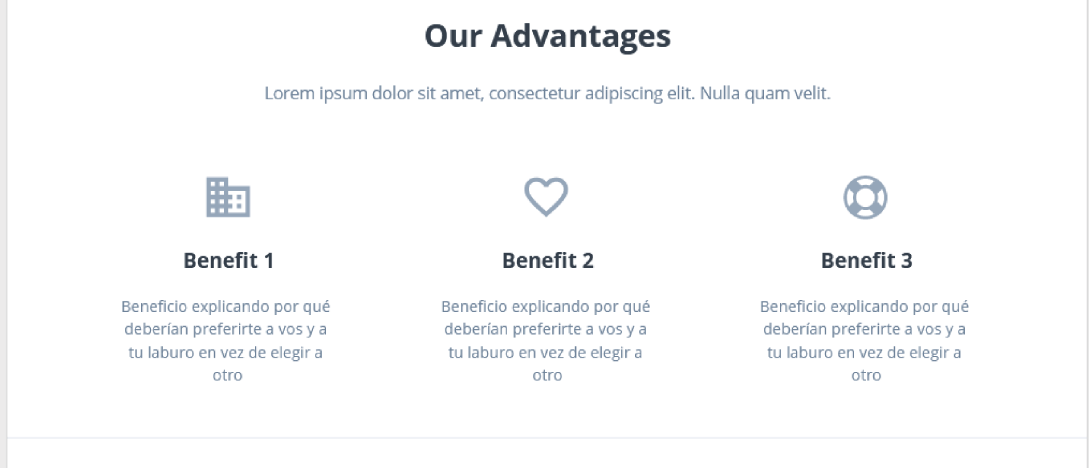 Our Advantages
Lorem ipsum dolor sit amet, consectetur adipiscing elit. Nulla quam velit.
Benefit 1
Beneficio explicando por qué
deberían preferirte a vos y a
tu laburo en vez de elegir a
otro
Benefit 2
Beneficio explicando por qué
deberían preferirte a vos y a
tu laburo en vez de elegir a
otro
Benefit 3
Beneficio explicando por qué
deberían preferirte a vos y a
tu laburo en vez de elegir a
otro